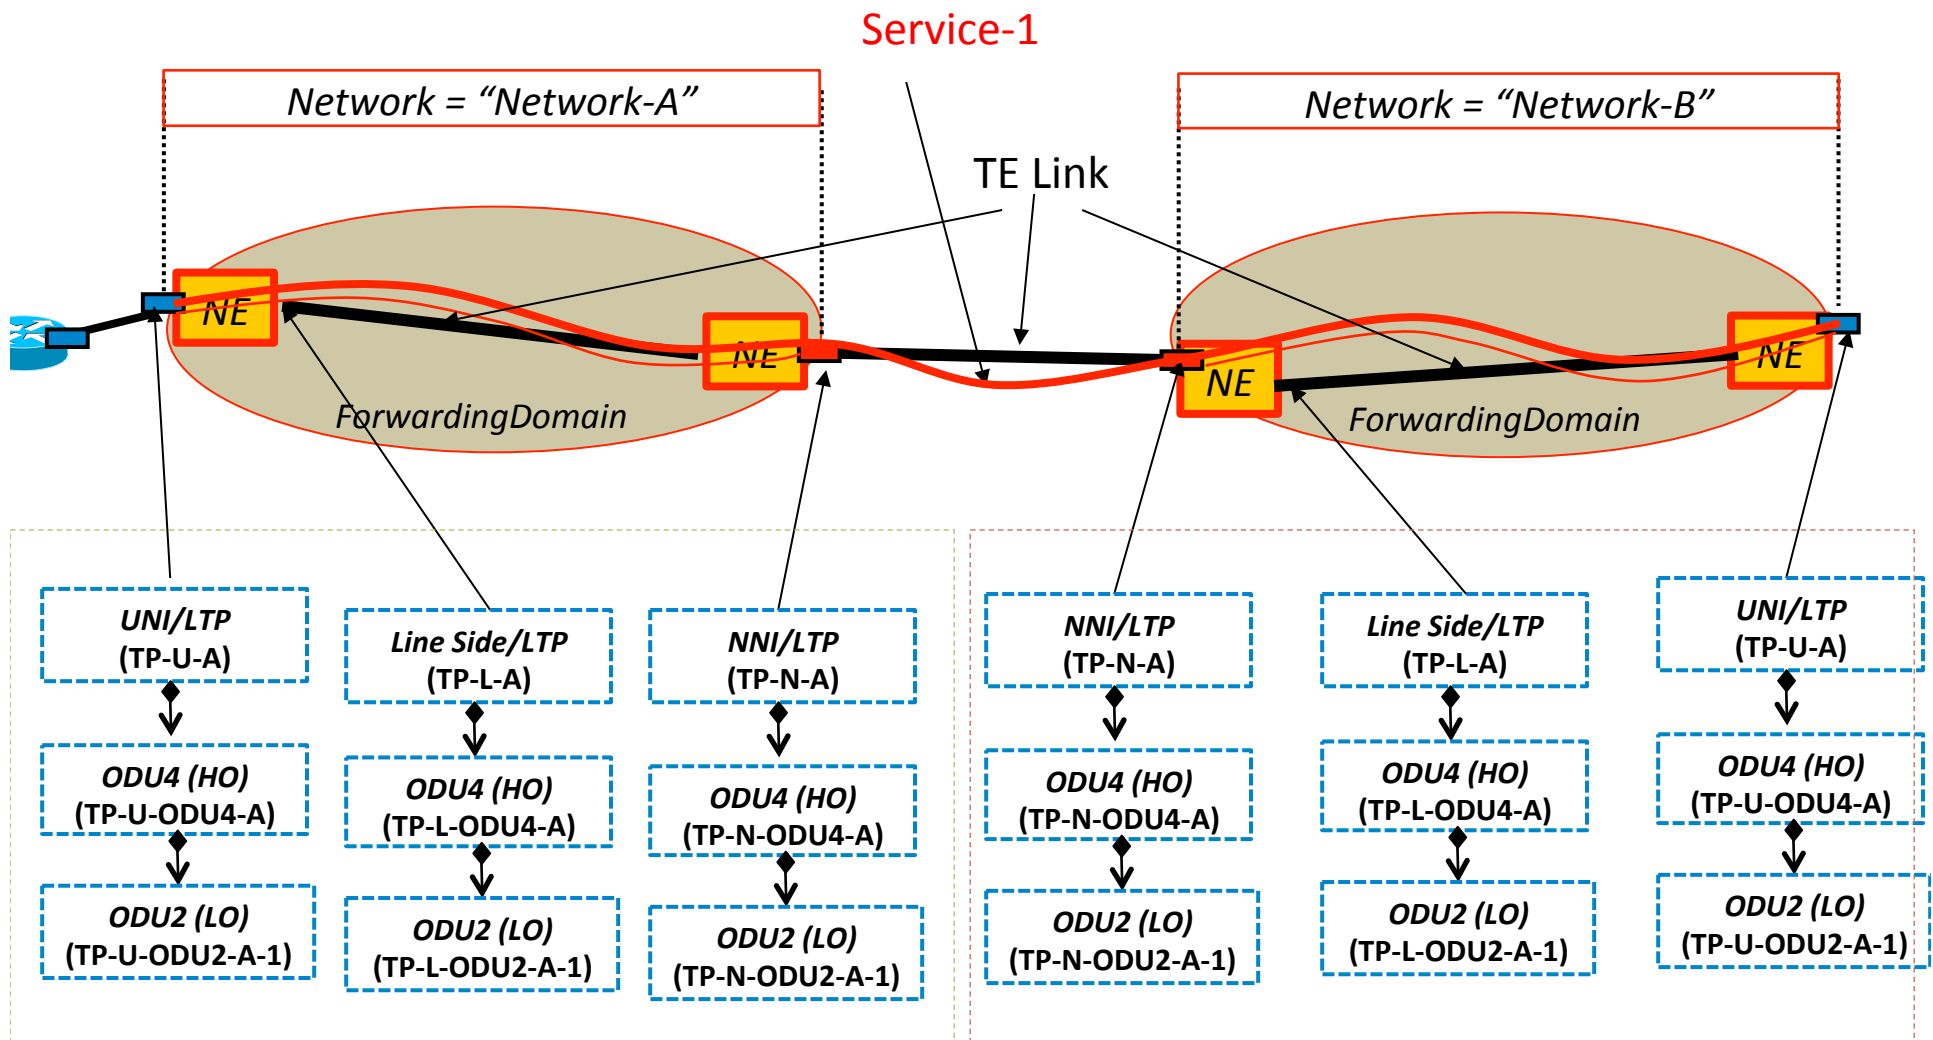 Service-1
Network = “Network-A”
Network = “Network-B”
TE Link
NE
NE
NE
NE
ForwardingDomain
ForwardingDomain
UNI/LTP
(TP-U-A)
ODU4 (HO)
(TP-U-ODU4-A)
ODU2 (LO)
(TP-U-ODU2-A-1)
Line Side/LTP
(TP-L-A)
ODU4 (HO)
(TP-L-ODU4-A)
ODU2 (LO)
(TP-L-ODU2-A-1)
NNI/LTP
(TP-N-A)
ODU4 (HO)
(TP-N-ODU4-A)
ODU2 (LO)
(TP-N-ODU2-A-1)
NNI/LTP
(TP-N-A)
ODU4 (HO)
(TP-N-ODU4-A)
ODU2 (LO)
(TP-N-ODU2-A-1)
Line Side/LTP
(TP-L-A)
ODU4 (HO)
(TP-L-ODU4-A)
ODU2 (LO)
(TP-L-ODU2-A-1)
UNI/LTP
(TP-U-A)
ODU4 (HO)
(TP-U-ODU4-A)
ODU2 (LO)
(TP-U-ODU2-A-1)